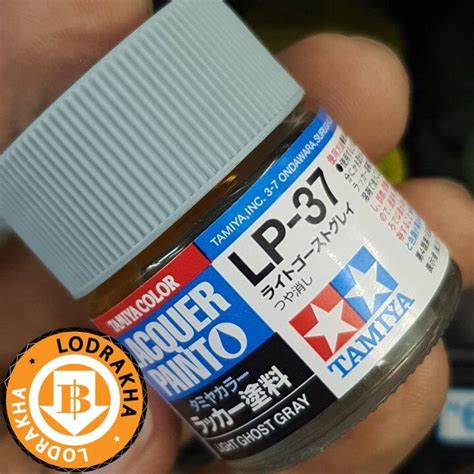 TAMIYA COLOR
LACQUER
PAINT
タミヤカラー
ラッカー塗料
LIGHT GHOST GRAY
TAMIYA, INC. 3-7 ONDAWARA, SURUGA
LP-37
ライトゴーストグレイ
つや消し
TAMIYA
LODRAKHA
LODRAKHA